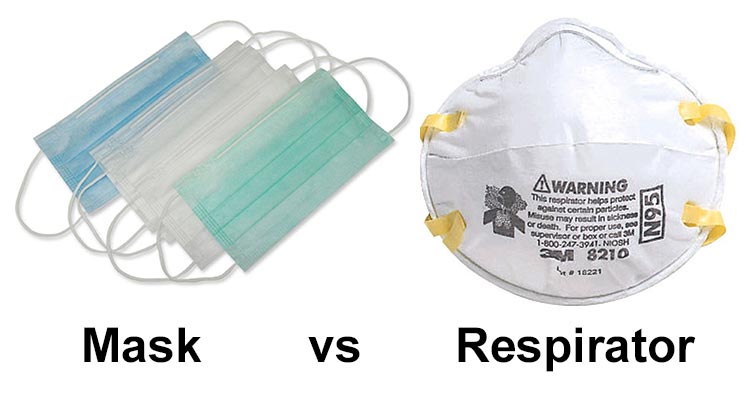 WARNING
This respirator helps protect
against certain particles.
Misuse may result in sickness
or death. For proper use, see
supervisor or box or call 3M
1-800-247-3941. NIOSH
3M 8210
Lot # 18221
N95
Mask vs Respirator